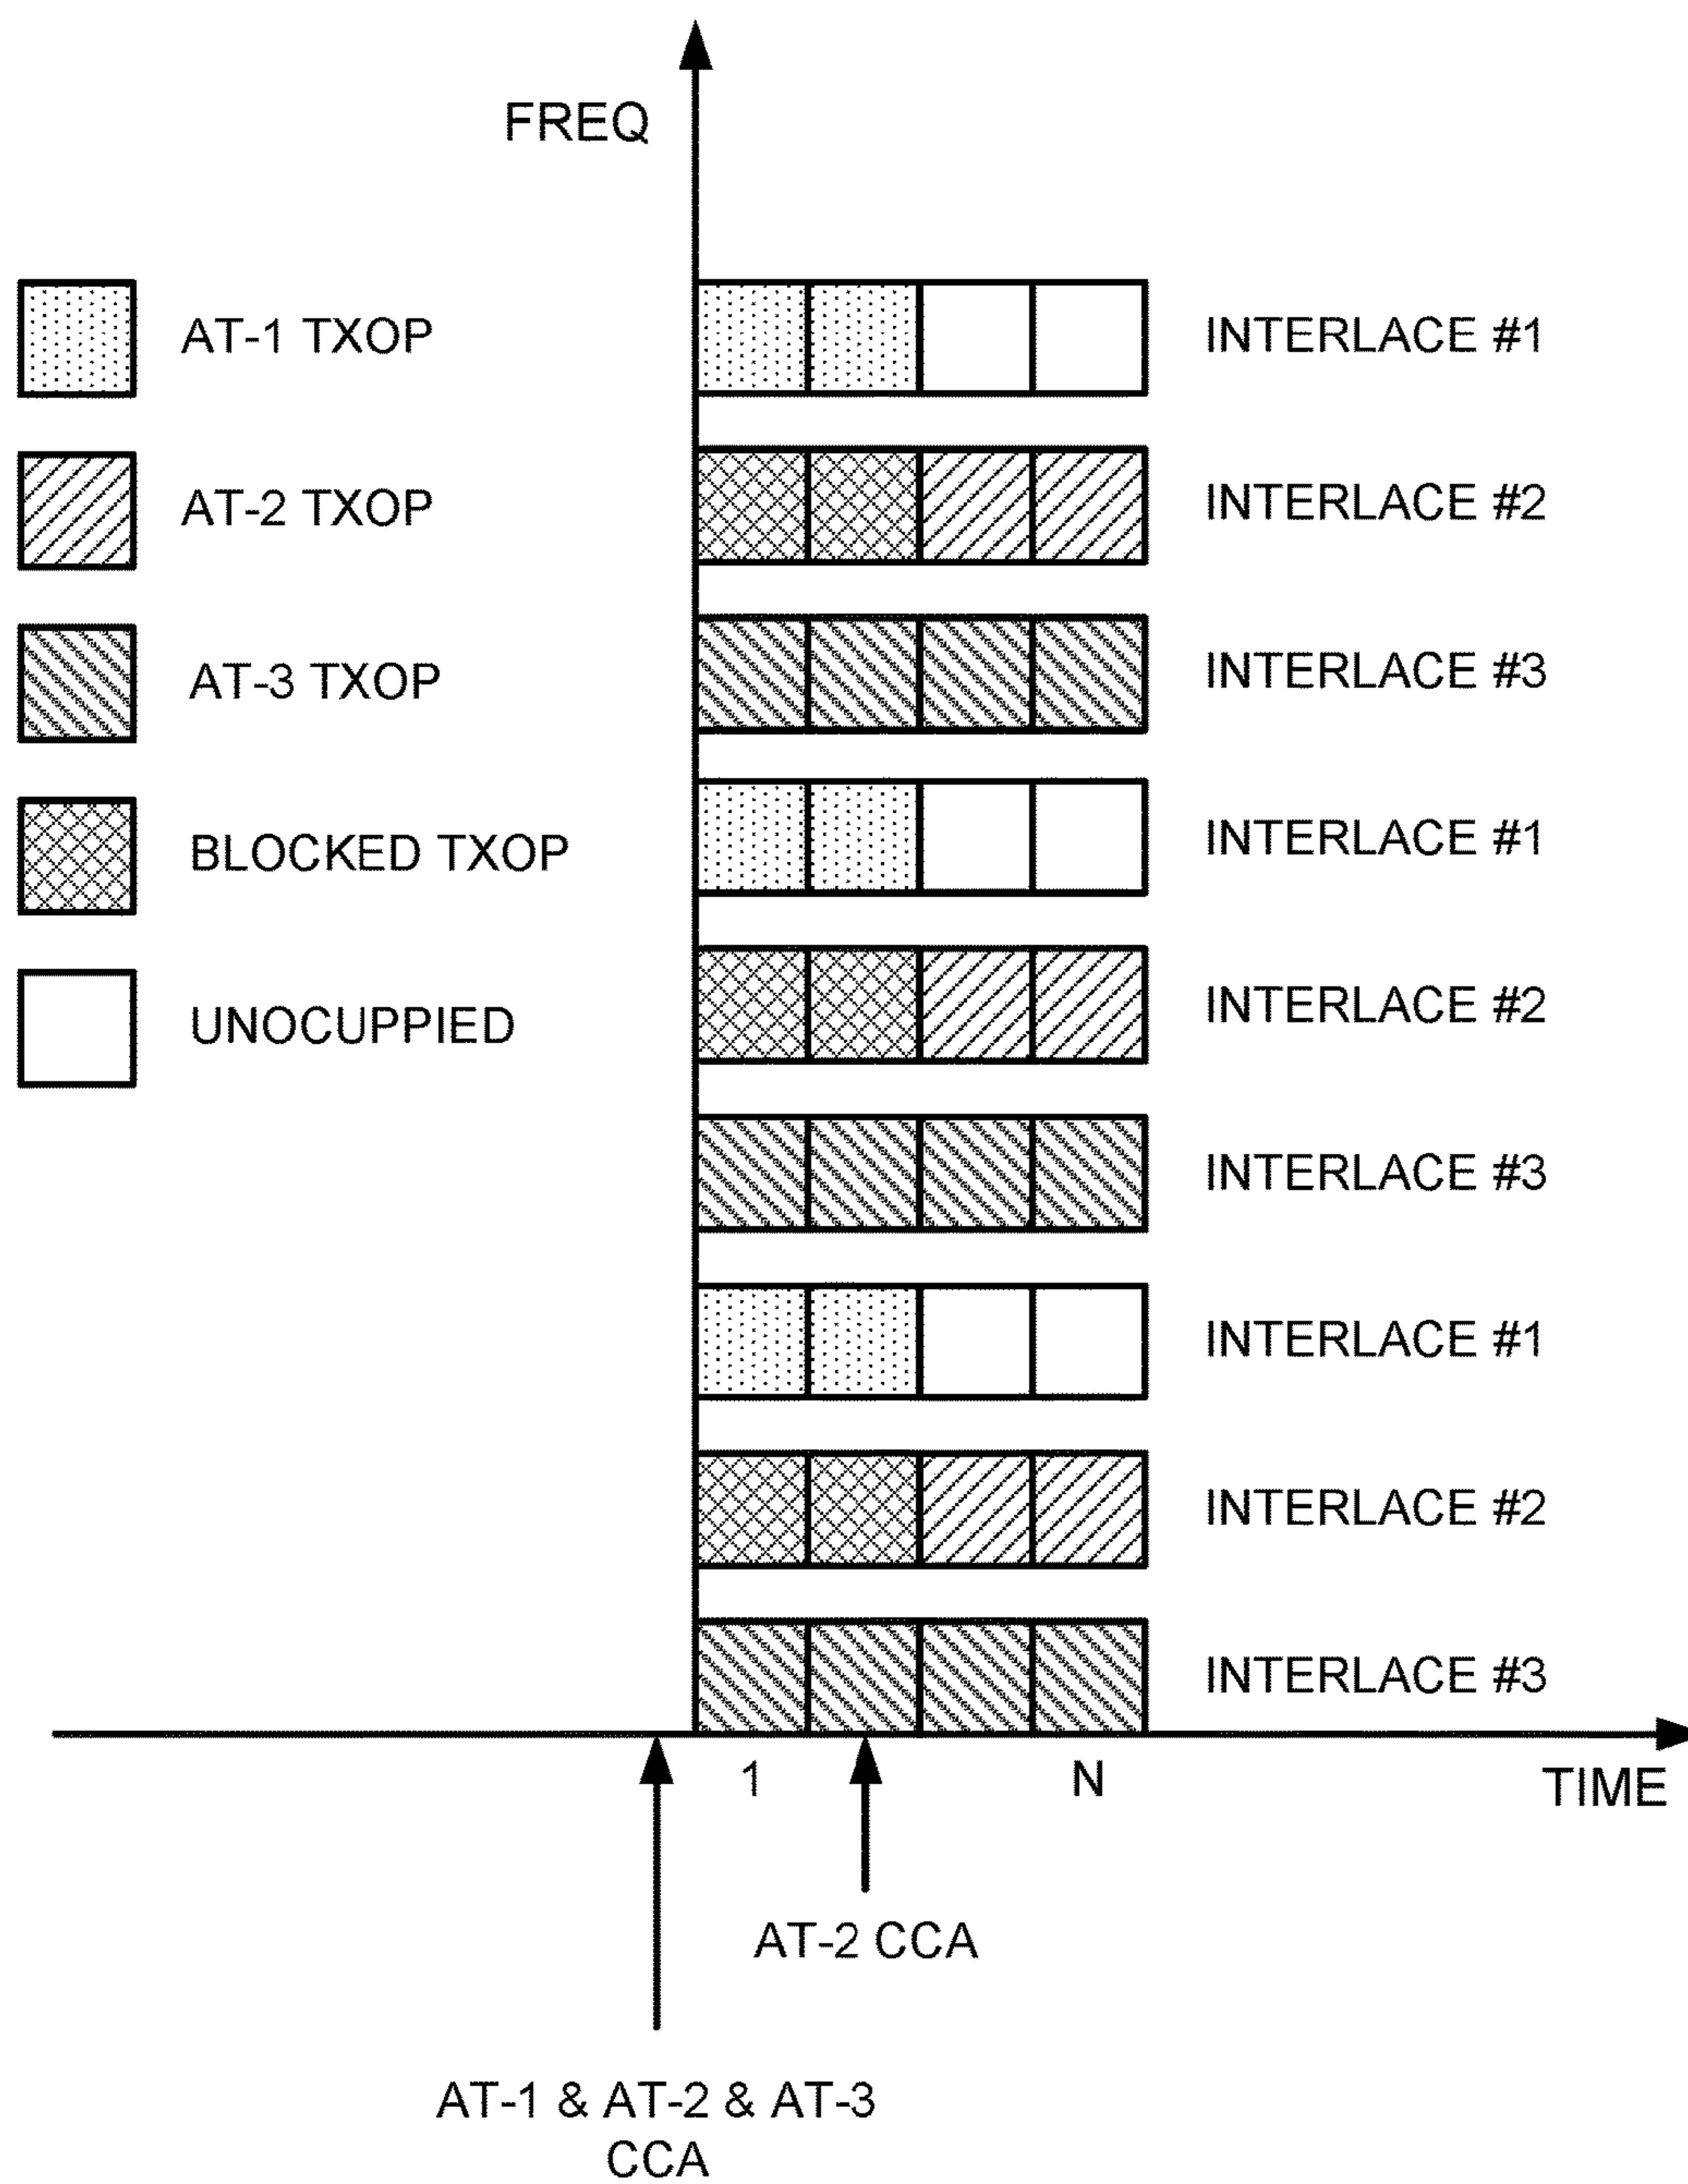 FREQ
AT-1 TXOP
AT-2 TXOP
AT-3 TXOP
BLOCKED TXOP
UNOCUPPIED
INTERLACE #1
INTERLACE #2
INTERLACE #3
INTERLACE #1
INTERLACE #2
INTERLACE #3
INTERLACE #1
INTERLACE #2
INTERLACE #3
1
N
TIME
AT-2 CCA
AT-1 & AT-2 & AT-3
CCA